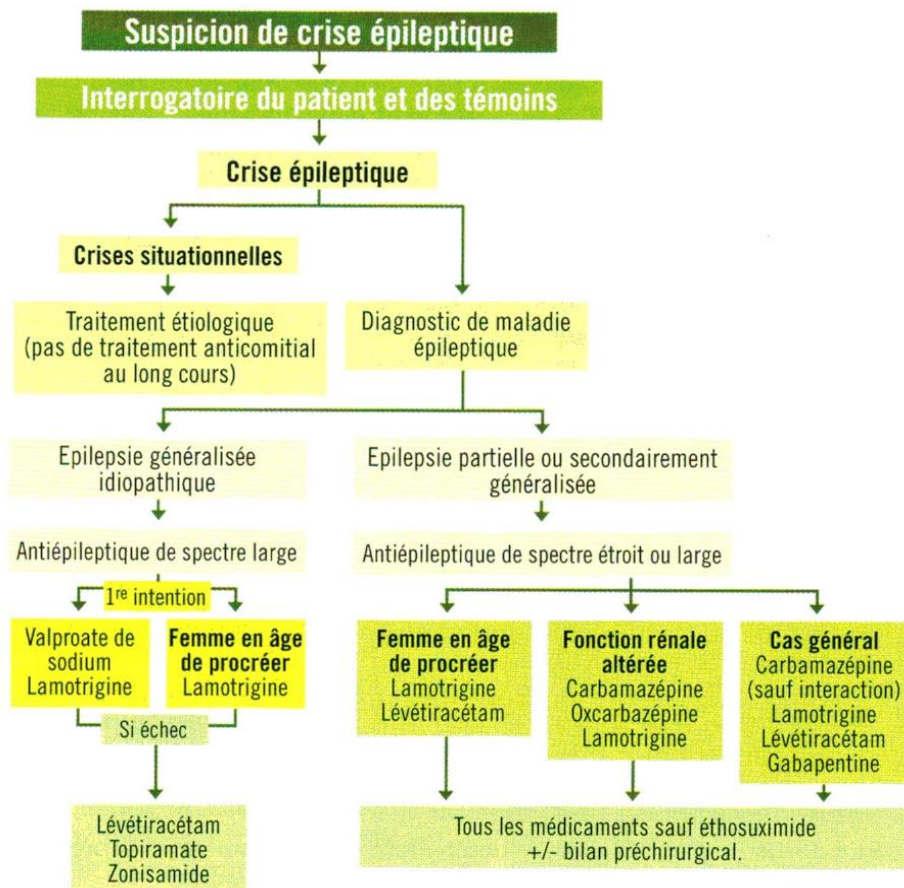 Suspicion de crise épileptique
Interrogatoire du patient et des témoins
Crise épileptique
Crises situationnelles
Traitement étiologique
(pas de traitement anticomitial
au long cours)
Diagnostic de maladie
épileptique
Epilepsie généralisée
idiopathique
Epilepsie partielle ou secondairement
généralisée
Antiépileptique de spectre large
Antiépileptique de spectre étroit ou large
1re intention
Valproate de
sodium
Lamotrigine
Femme en âge
de procréer
Lamotrigine
Si échec
Lévétiracétam
Topiramate
Zonisamide
Femme en âge
de procréer
Lamotrigine
Lévétiracétam
Fonction rénale
altérée
Carbamazépine
Oxcarbazépine
Lamotrigine
Cas général
Carbamazépine
(sauf interaction)
Lamotrigine
Lévétiracétam
Gabapentine
Tous les médicaments sauf éthosuximide
+/- bilan préchirurgical.